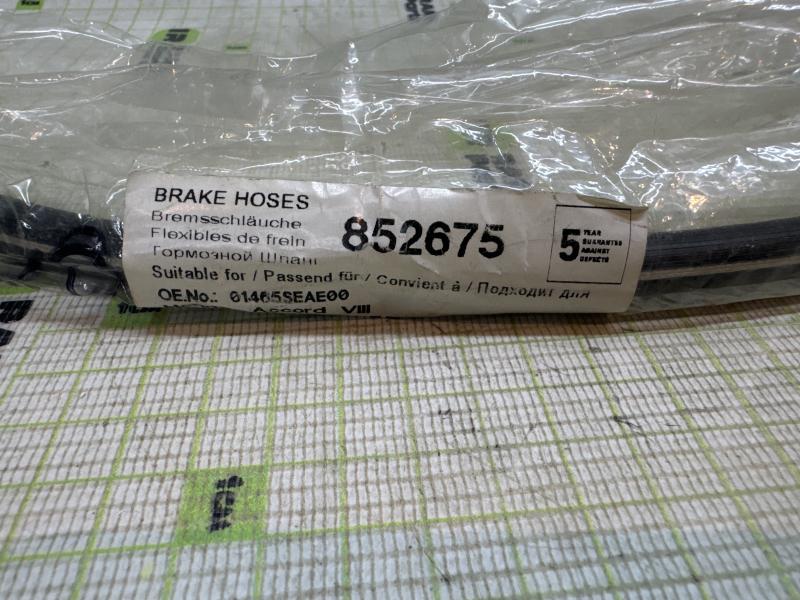 BRAKE HOSES
Bremsschläuche
Flexibles de frein
Тормозной Шланг
852675
5 YEAR
GUARANTEE
AGAINST
DEFECTS
Suitable for / Passend für / Convient à / Подходит для
OE.No.: 01465SEAE00
Accord VIII